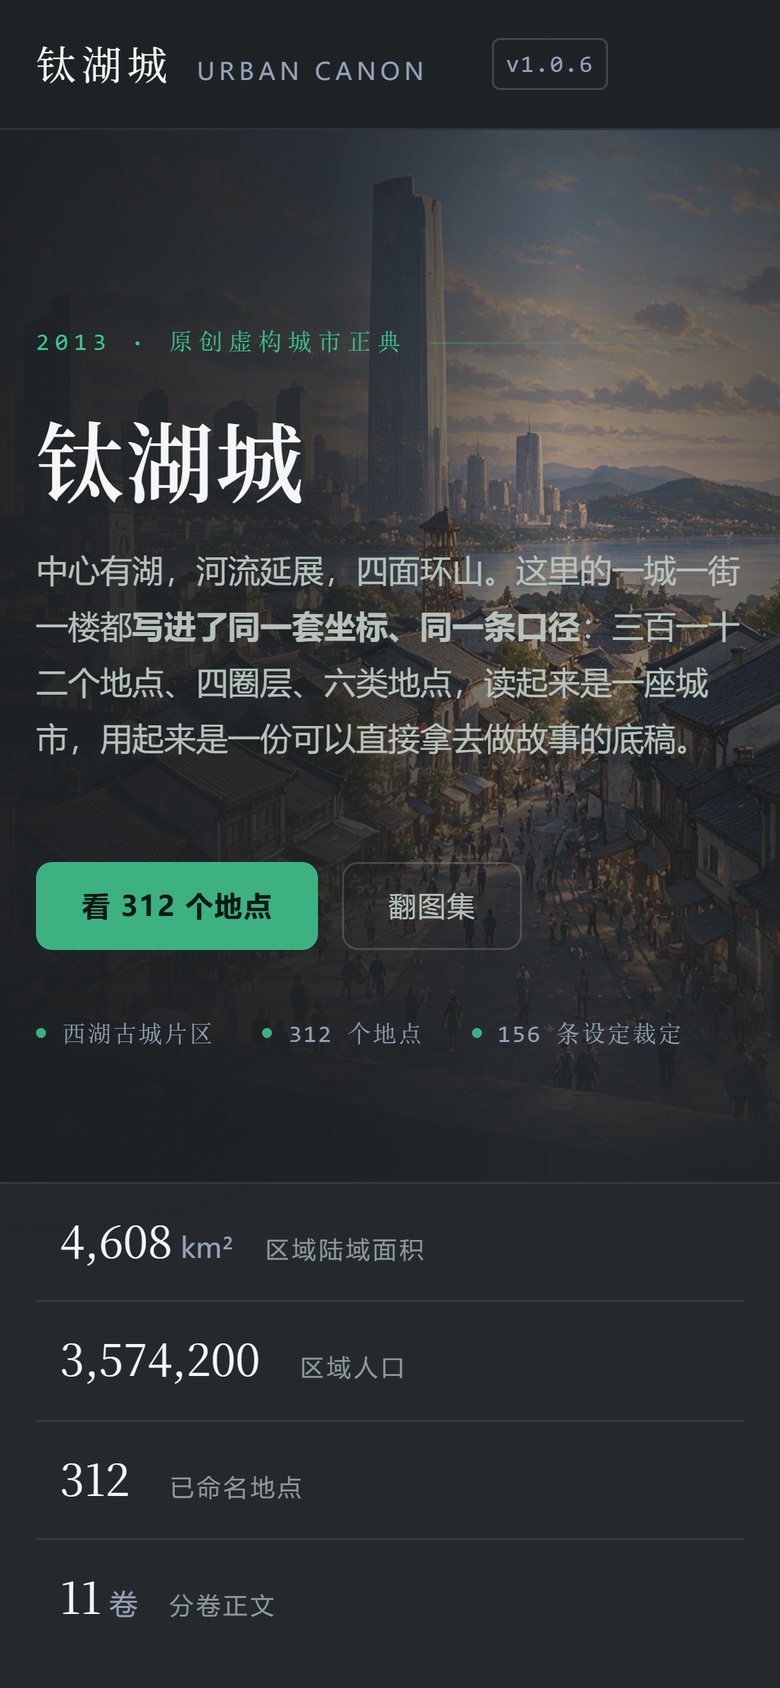 钛湖城 URBAN CANON v1.0.6
2013 · 原创虚构城市正典
钛湖城
中心有湖，河流延展，四面环山。这里的一城一街
一楼都写进了同一套坐标、同一条口径：三百一十
二个地点、四圈层、六类地点，读起来是一座城
市，用起来是一份可以直接拿去做故事的底稿。
看 312 个地点 翻图集
西湖古城片区 312 个地点 156 条设定裁定
4,608 km² 区域陆域面积
3,574,200 区域人口
312 已命名地点
11 卷 分卷正文